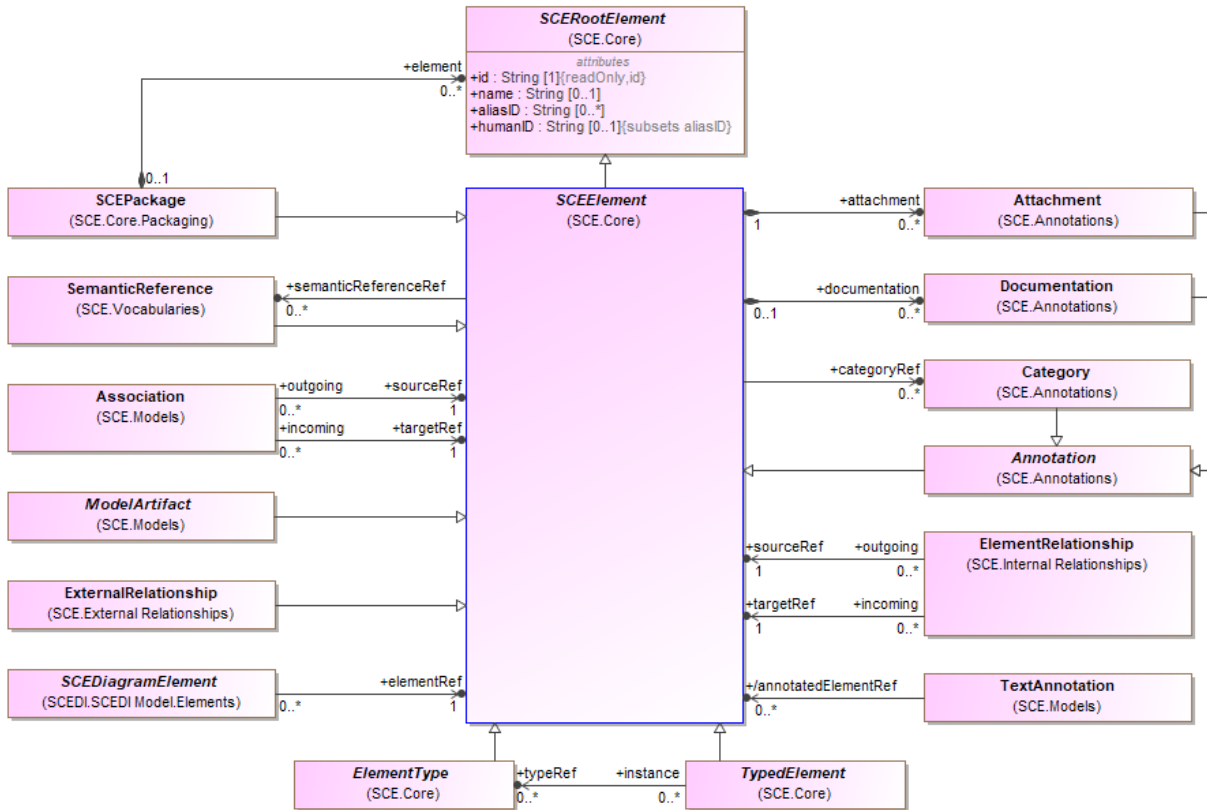 SCERootElement
(SCE.Core)
attributes
+id : String [1]{readOnly,id}
+name : String [0..1]
+aliasID : String [0..*]
+humanID : String [0..1]{subsets aliasID}
+element
0..*
0..1
SCEPackage
(SCE.Core.Packaging)
SCEElement
(SCE.Core)
+attachment
1
0..*
Attachment
(SCE.Annotations)
SemanticReference
(SCE.Vocabularies)
+semanticReferenceRef
0..*
+documentation
0..1
0..*
Documentation
(SCE.Annotations)
Association
(SCE.Models)
+outgoing
+sourceRef
0..*
1
+incoming
+targetRef
0..*
1
+categoryRef
0..*
Category
(SCE.Annotations)
Annotation
(SCE.Annotations)
ModelArtifact
(SCE.Models)
+sourceRef
+outgoing
1
0..*
+targetRef
+incoming
1
0..*
ElementRelationship
(SCE.Internal Relationships)
ExternalRelationship
(SCE.External Relationships)
SCEDiagramElement
(SCEDI.SCEDI Model.Elements)
+elementRef
0..*
1
+/annotatedElementRef
0..*
TextAnnotation
(SCE.Models)
ElementType
(SCE.Core)
+typeRef
+instance
0..*
0..*
TypedElement
(SCE.Core)